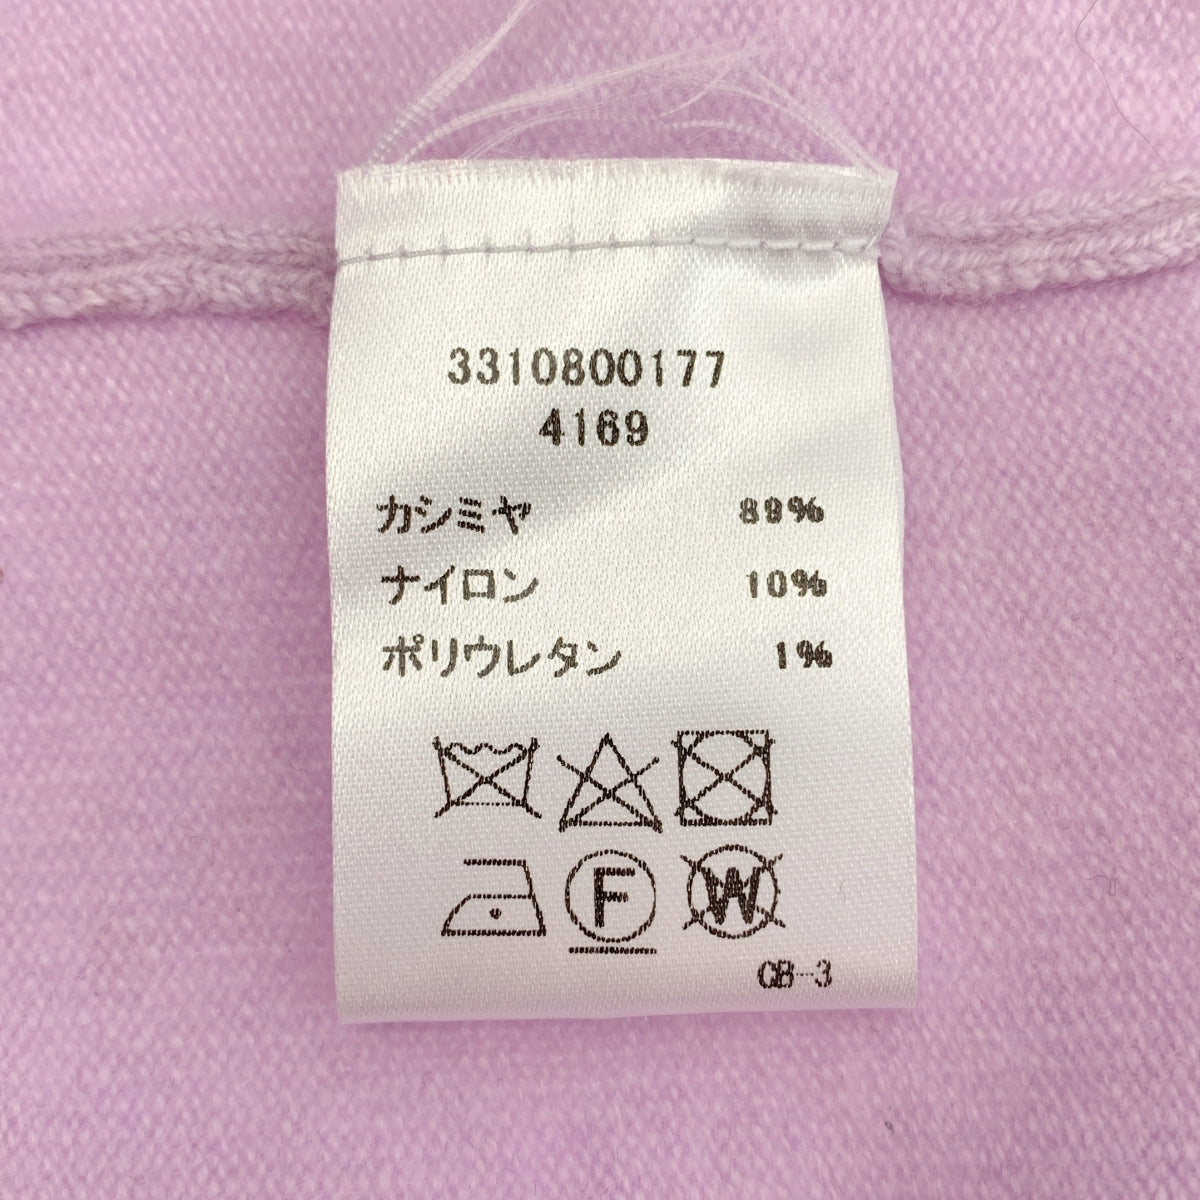 3310800177
4169
カシミヤ 89%
ナイロン 10%
ポリウレタン 1%
F W
CB-3